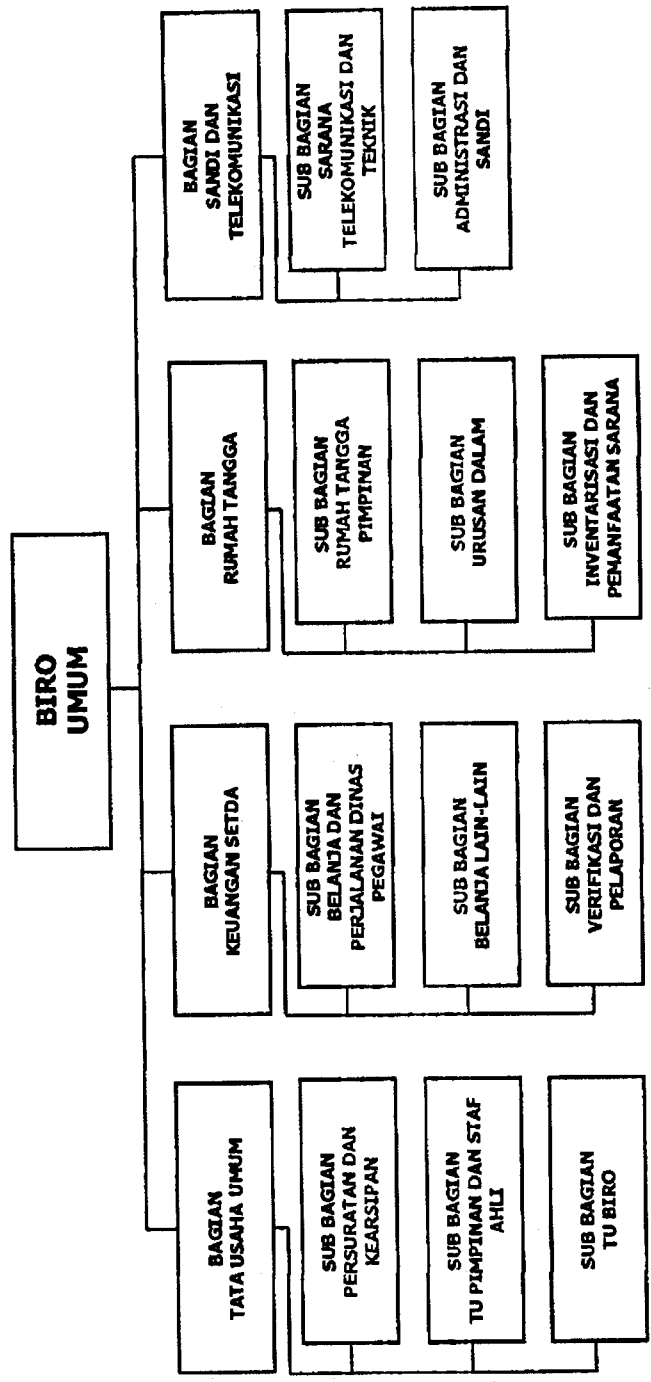 BIRO
UMUM
BAGIAN
TATA USAHA UMUM
SUB BAGIAN
PERSURATAN DAN
KEARSIPAN
SUB BAGIAN
TU PIMPINAN DAN STAF
AHLI
SUB BAGIAN
TU BIRO
BAGIAN
KEUANGAN SETDA
SUB BAGIAN
BELANJA DAN
PERJALANAN DINAS
PEGAWAI
SUB BAGIAN
BELANJA LAIN-LAIN
SUB BAGIAN
VERIFIKASI DAN
PELAPORAN
BAGIAN
RUMAH TANGGA
SUB BAGIAN
RUMAH TANGGA
PIMPINAN
SUB BAGIAN
URUSAN DALAM
SUB BAGIAN
INVENTARISASI DAN
PEMANFAATAN SARANA
BAGIAN
SANDI DAN
TELEKOMUNIKASI
SUB BAGIAN
SARANA
TELEKOMUNIKASI DAN
TEKNIK
SUB BAGIAN
ADMINISTRASI DAN
SANDI